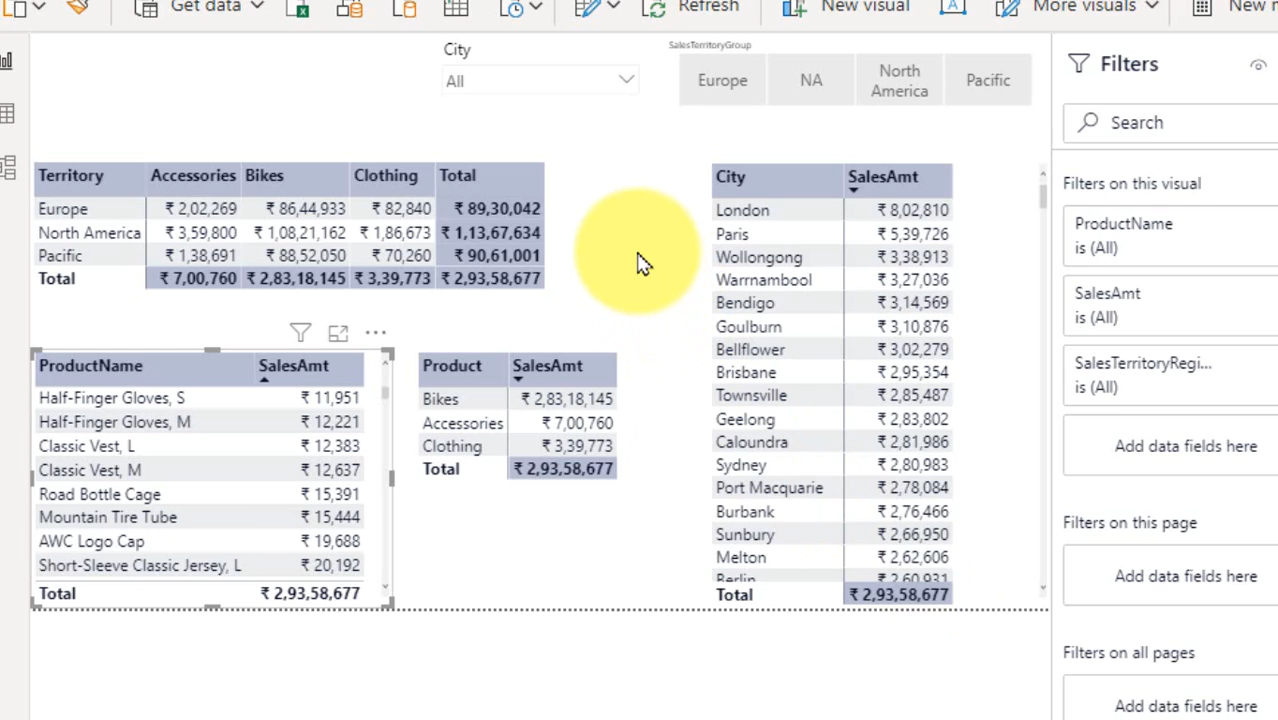 Get data
Refresh
New visual
More visuals
New
City
All
SalesTerritoryGroup
Europe
NA
North America
Pacific
Filters
Search
Filters on this visual
ProductName
is (All)
SalesAmt
is (All)
SalesTerritoryRegi...
is (All)
Add data fields here
Filters on this page
Add data fields here
Filters on all pages
Add data fields here
Territory Accessories Bikes Clothing Total
Europe ₹ 2,02,269 ₹ 86,44,933 ₹ 82,840 ₹ 89,30,042
North America ₹ 3,59,800 ₹ 1,08,21,162 ₹ 1,86,673 ₹ 1,13,67,634
Pacific ₹ 1,38,691 ₹ 88,52,050 ₹ 70,260 ₹ 90,61,001
Total ₹ 7,00,760 ₹ 2,83,18,145 ₹ 3,39,773 ₹ 2,93,58,677
ProductName SalesAmt
Half-Finger Gloves, S ₹ 11,951
Half-Finger Gloves, M ₹ 12,221
Classic Vest, L ₹ 12,383
Classic Vest, M ₹ 12,637
Road Bottle Cage ₹ 15,391
Mountain Tire Tube ₹ 15,444
AWC Logo Cap ₹ 19,688
Short-Sleeve Classic Jersey, L ₹ 20,192
Total ₹ 2,93,58,677
Product SalesAmt
Bikes ₹ 2,83,18,145
Accessories ₹ 7,00,760
Clothing ₹ 3,39,773
Total ₹ 2,93,58,677
City SalesAmt
London ₹ 8,02,810
Paris ₹ 5,39,726
Wollongong ₹ 3,38,913
Warrnambool ₹ 3,27,036
Bendigo ₹ 3,14,569
Goulburn ₹ 3,10,876
Bellflower ₹ 3,02,279
Brisbane ₹ 2,95,354
Townsville ₹ 2,85,487
Geelong ₹ 2,83,802
Caloundra ₹ 2,81,986
Sydney ₹ 2,80,983
Port Macquarie ₹ 2,78,084
Burbank ₹ 2,76,466
Sunbury ₹ 2,66,950
Melton ₹ 2,62,606
Berlin ₹ 2,60,931
Total ₹ 2,93,58,677